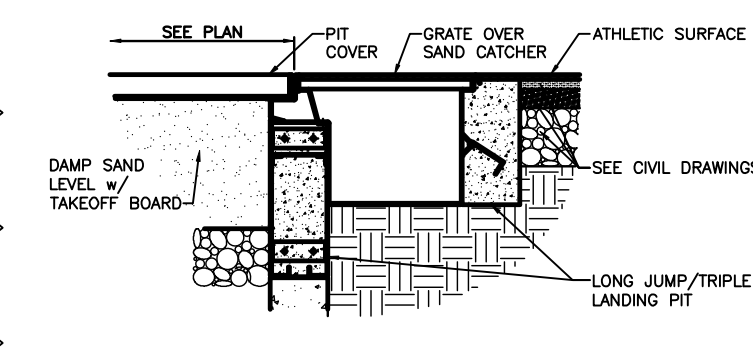 SEE PLAN
PIT
COVER
GRATE OVER
SAND CATCHER
ATHLETIC SURFACE
DAMP SAND
LEVEL w/
TAKEOFF BOARD
SEE CIVIL DRAWINGS
LONG JUMP/TRIPLE
LANDING PIT